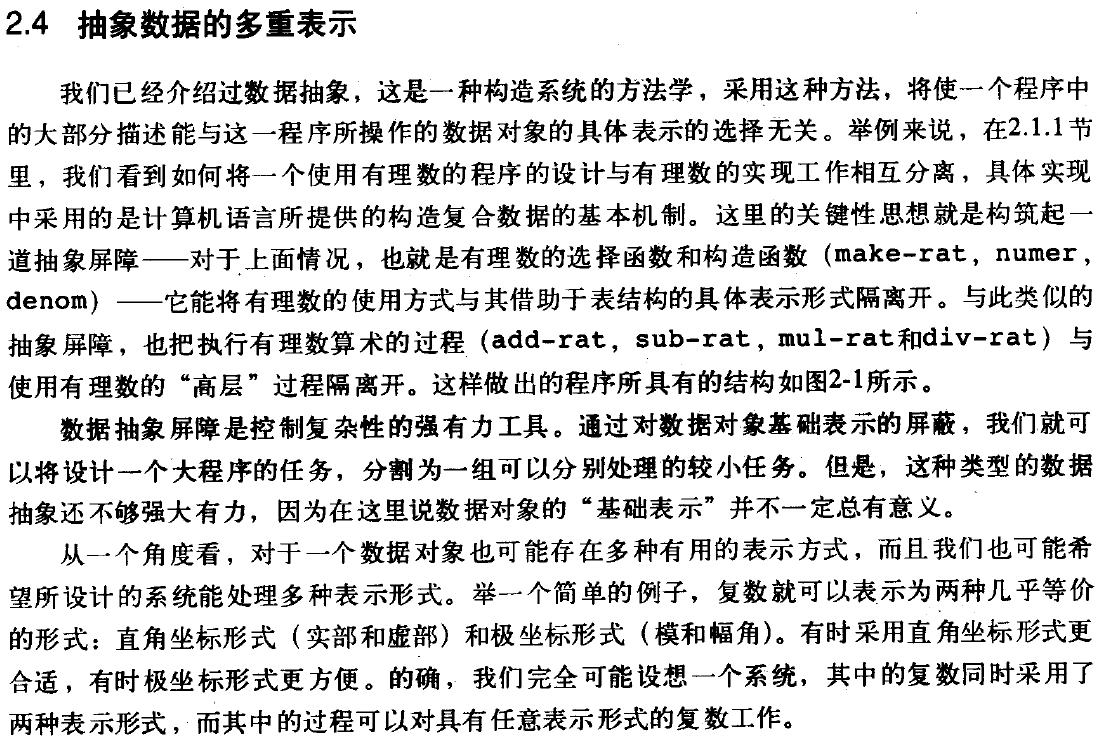 2.4 抽象数据的多重表示
我们已经介绍过数据抽象，这是一种构造系统的方法学，采用这种方法，将使一个程序中
的大部分描述能与这一程序所操作的数据对象的具体表示的选择无关。举例来说，在2.1.1节
里，我们看到如何将一个使用有理数的程序的设计与有理数的实现工作相互分离，具体实现
中采用的是计算机语言所提供的构造复合数据的基本机制。这里的关键性思想就是构筑起一
道抽象屏障——对于上面情况，也就是有理数的选择函数和构造函数（make-rat，numer，
denom）——它能将有理数的使用方式与其借助于表结构的具体表示形式隔离开。与此类似的
抽象屏障，也把执行有理数算术的过程（add-rat，sub-rat，mul-rat和div-rat）与
使用有理数的“高层”过程隔离开。这样做出的程序所具有的结构如图2-1所示。
数据抽象屏障是控制复杂性的强有力工具。通过对数据对象基础表示的屏蔽，我们就可
以将设计一个大程序的任务，分割为一组可以分别处理的较小任务。但是，这种类型的数据
抽象还不够强大有力，因为在这里说数据对象的“基础表示”并不一定总有意义。
从一个角度看，对于一个数据对象也可能存在多种有用的表示方式，而且我们也可能希
望所设计的系统能处理多种表示形式。举一个简单的例子，复数就可以表示为两种几乎等价
的形式：直角坐标形式（实部和虚部）和极坐标形式（模和幅角）。有时采用直角坐标形式更
合适，有时极坐标形式更方便。的确，我们完全可能设想一个系统，其中的复数同时采用了
两种表示形式，而其中的过程可以对具有任意表示形式的复数工作。